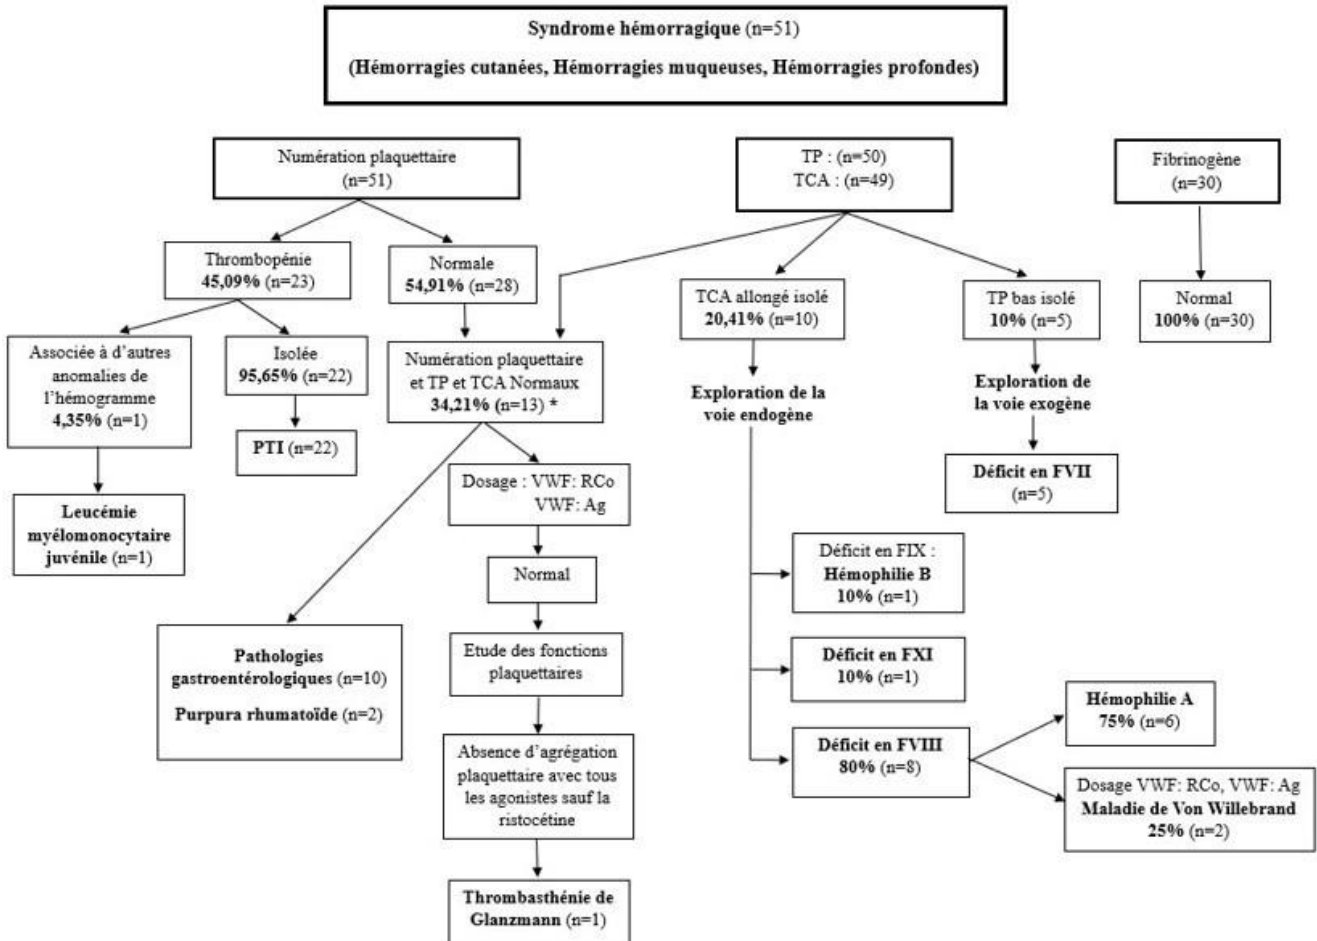 Syndrome hémorragique (n=51)
(Hémorragies cutanées, Hémorragies muqueuses, Hémorragies profondes)
Numération plaquettaire
(n=51)
TP : (n=50)
TCA : (n=49)
Fibrinogène
(n=30)
Thrombopénie
45,09% (n=23)
Normale
54,91% (n=28)
TCA allongé isolé
20,41% (n=10)
TP bas isolé
10% (n=5)
Normal
100% (n=30)
Associée à d’autres
anomalies de
l’hémogramme
4,35% (n=1)
Isolée
95,65% (n=22)
Numération plaquettaire
et TP et TCA Normaux
34,21% (n=13) *
Exploration de la
voie endogène
Exploration de
la voie exogène
PTI (n=22)
Déficit en FVII
(n=5)
Leucémie
myélomonocytaire
juvénile (n=1)
Dosage : VWF: RCo
VWF: Ag
Normal
Déficit en FIX :
Hémophilie B
10% (n=1)
Pathologies
gastroentérologiques (n=10)
Purpura rhumatoïde (n=2)
Etude des fonctions
plaquettaires
Déficit en FXI
10% (n=1)
Déficit en FVIII
80% (n=8)
Hémophilie A
75% (n=6)
Dosage VWF: RCo, VWF: Ag
Maladie de Von Willebrand
25% (n=2)
Absence d’agrégation
plaquettaire avec tous
les agonistes sauf la
ristocétine
Thrombasthénie de
Glanzmann (n=1)